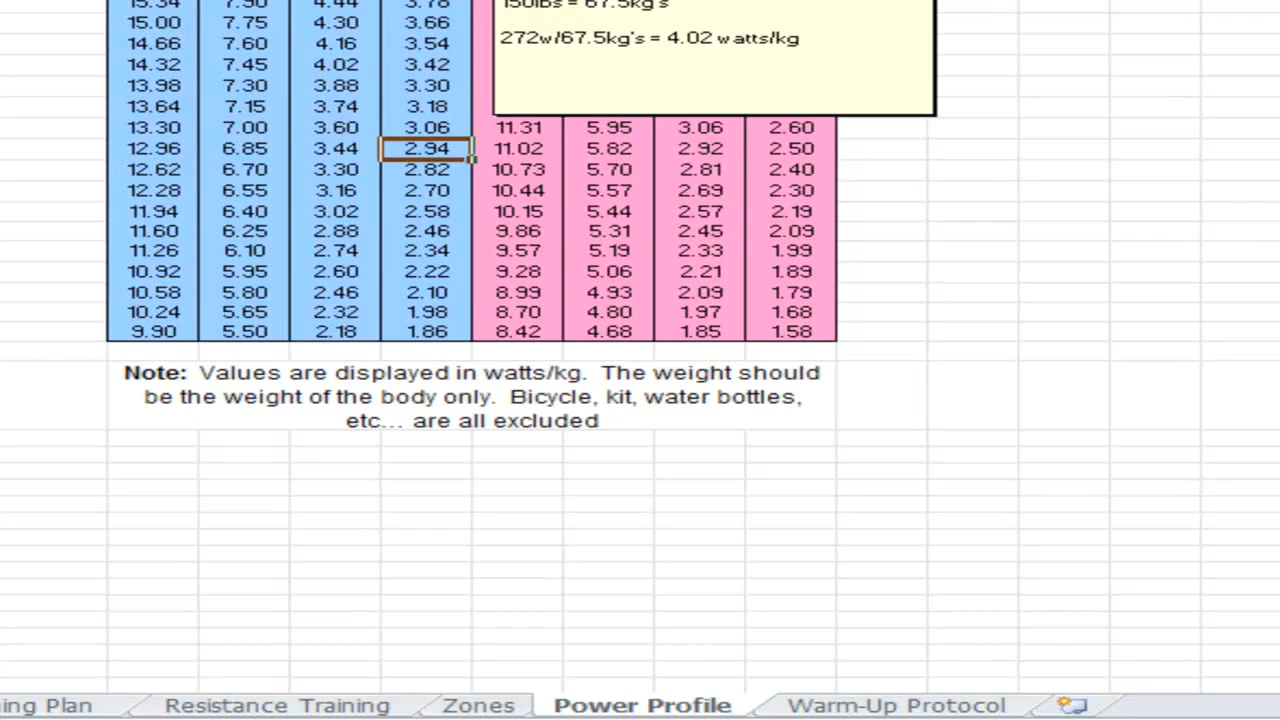 15.34 7.90 4.44 3.78 150lbs = 67.5kg's
15.00 7.75 4.30 3.66
14.66 7.60 4.16 3.54 272w/67.5kg's = 4.02 watts/kg
14.32 7.45 4.02 3.42
13.98 7.30 3.88 3.30
13.64 7.15 3.74 3.18
13.30 7.00 3.60 3.06 11.31 5.95 3.06 2.60
12.96 6.85 3.44 2.94 11.02 5.82 2.92 2.50
12.62 6.70 3.30 2.82 10.73 5.70 2.81 2.40
12.28 6.55 3.16 2.70 10.44 5.57 2.69 2.30
11.94 6.40 3.02 2.58 10.15 5.44 2.57 2.19
11.60 6.25 2.88 2.46 9.86 5.31 2.45 2.09
11.26 6.10 2.74 2.34 9.57 5.19 2.33 1.99
10.92 5.95 2.60 2.22 9.28 5.06 2.21 1.89
10.58 5.80 2.46 2.10 8.99 4.93 2.09 1.79
10.24 5.65 2.32 1.98 8.70 4.80 1.97 1.68
9.90 5.50 2.18 1.86 8.42 4.68 1.85 1.58
Note: Values are displayed in watts/kg. The weight should
be the weight of the body only. Bicycle, kit, water bottles,
etc... are all excluded
Plan Resistance Training Zones Power Profile Warm-Up Protocol